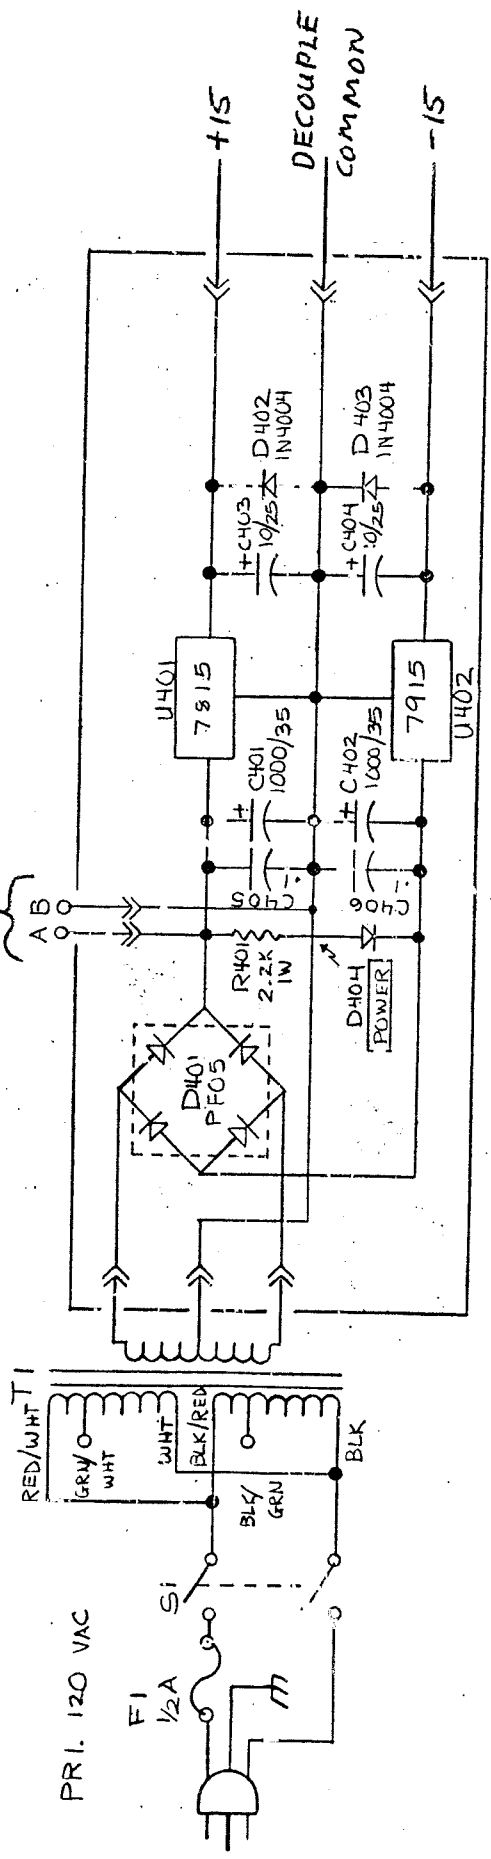 PRI. 120 VAC
F1
1/2A
S1
T1
RED/WHT
GRN/
WHT
WHT
BLK/RED
BLK/
GRN
BLK
D401
PF05
A
B
R401
2.2K
1W
D404
POWER
C405
.1
C406
.1
+
C401
1000/35
+
C402
1000/35
U401
7815
7915
U402
+
C403
10/25
+
C404
10/25
D402
1N4004
D403
1N4004
+15
DECOUPLE
COMMON
-15